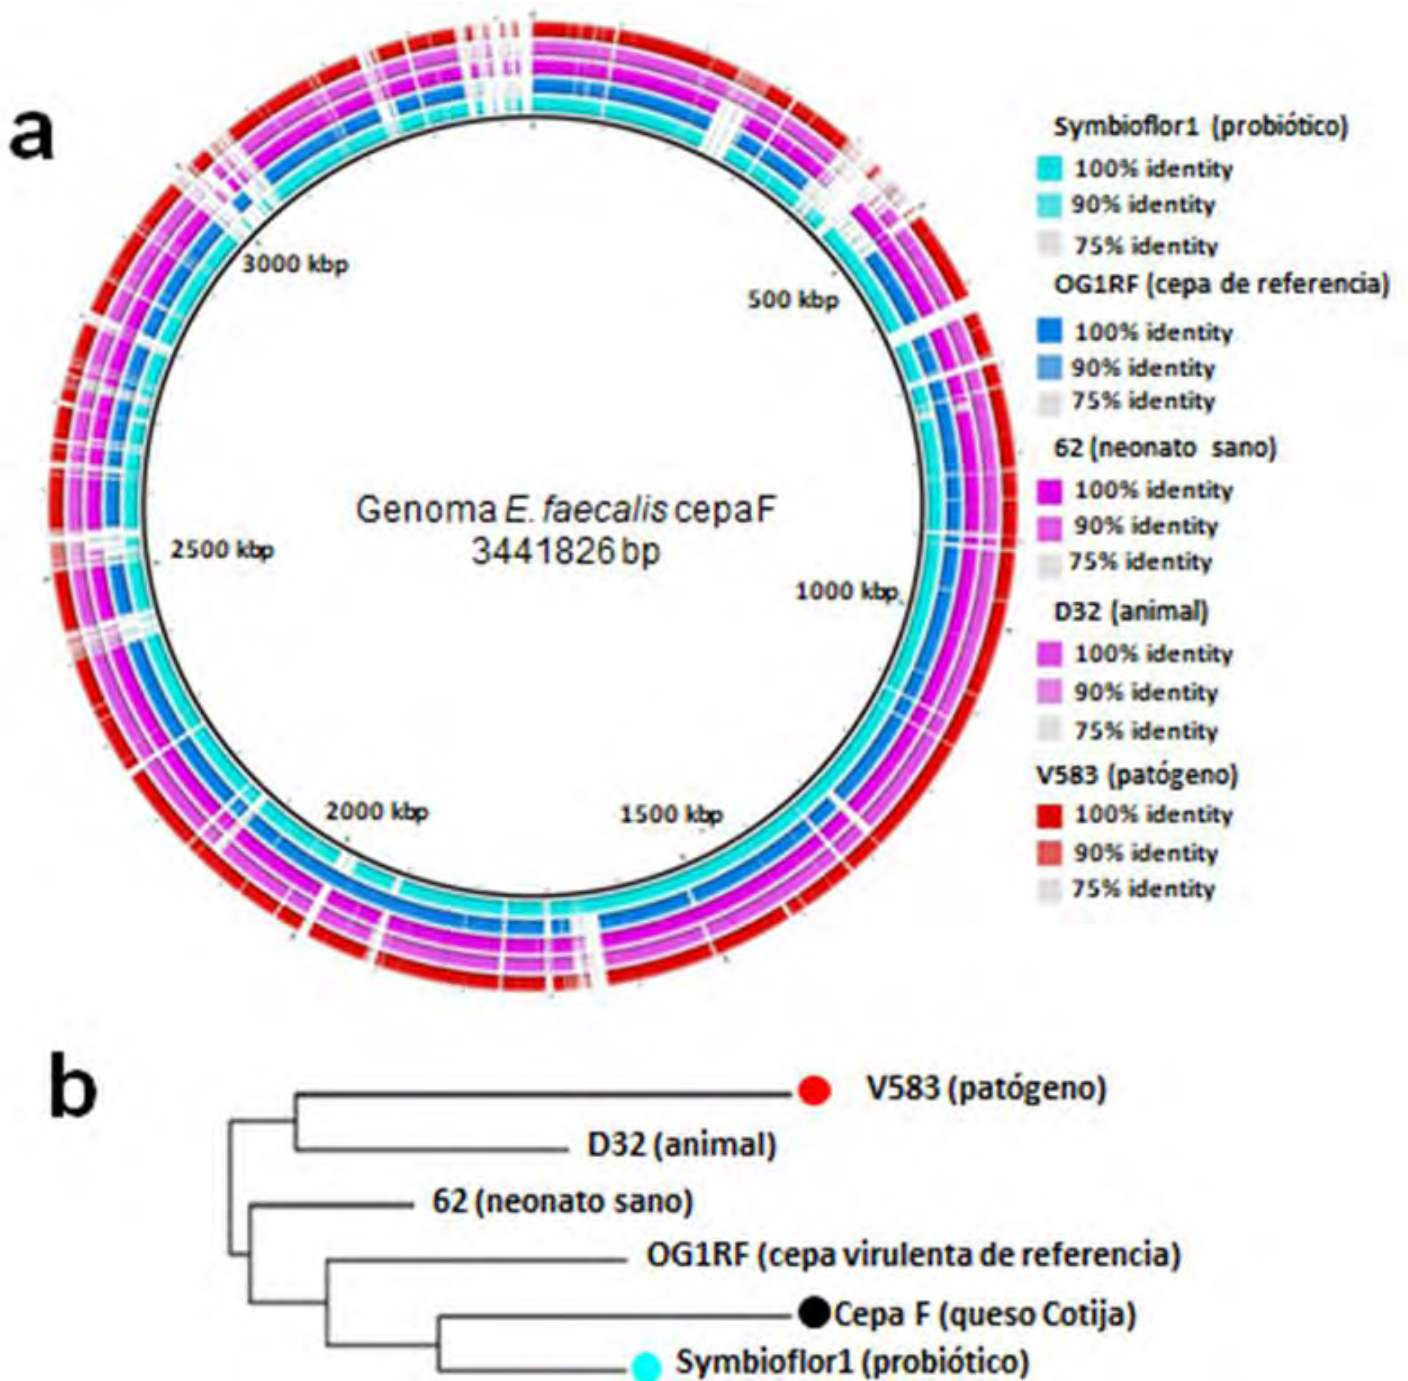 a
Symbioflor1 (probiótico)
100% identity
90% identity
75% identity
OG1RF (cepa de referencia)
100% identity
90% identity
75% identity
62 (neonato sano)
100% identity
90% identity
75% identity
D32 (animal)
100% identity
90% identity
75% identity
V583 (patógeno)
100% identity
90% identity
75% identity
3000 kbp
500 kbp
Genoma E. faecalis cepa F
3441826 bp
2500 kbp
1000 kbp
2000 kbp
1500 kbp
b
V583 (patógeno)
D32 (animal)
62 (neonato sano)
OG1RF (cepa virulenta de referencia)
Cepa F (queso Cotija)
Symbioflor1 (probiótico)